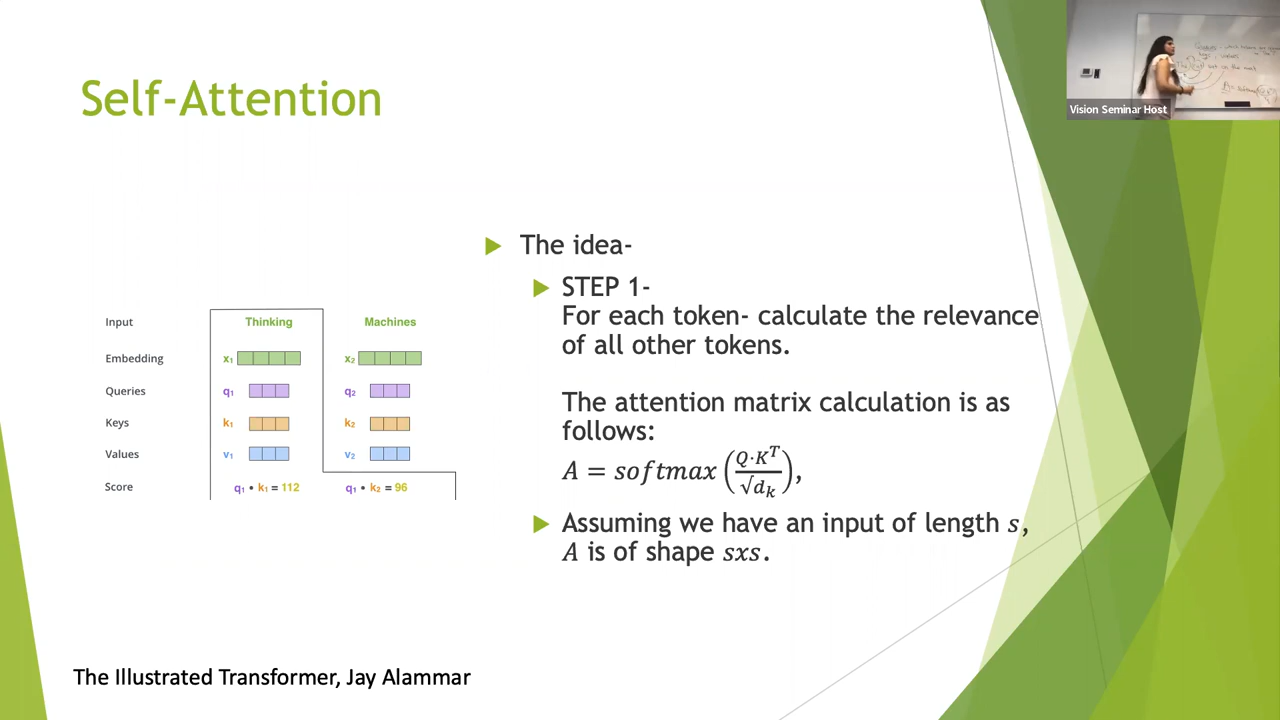 Self-Attention
Vision Seminar Host
The idea-
STEP 1-
For each token- calculate the relevance
of all other tokens.
The attention matrix calculation is as
follows:
𝐴 = 𝑠𝑜𝑓𝑡𝑚𝑎𝑥 (𝑄·𝐾ᵀ/√𝑑ₖ),
Assuming we have an input of length 𝑠,
𝐴 is of shape 𝑠𝑥𝑠.
Input Thinking Machines
Embedding x₁ x₂
Queries q₁ q₂
Keys k₁ k₂
Values v₁ v₂
Score q₁ • k₁ = 112 q₁ • k₂ = 96
The Illustrated Transformer, Jay Alammar